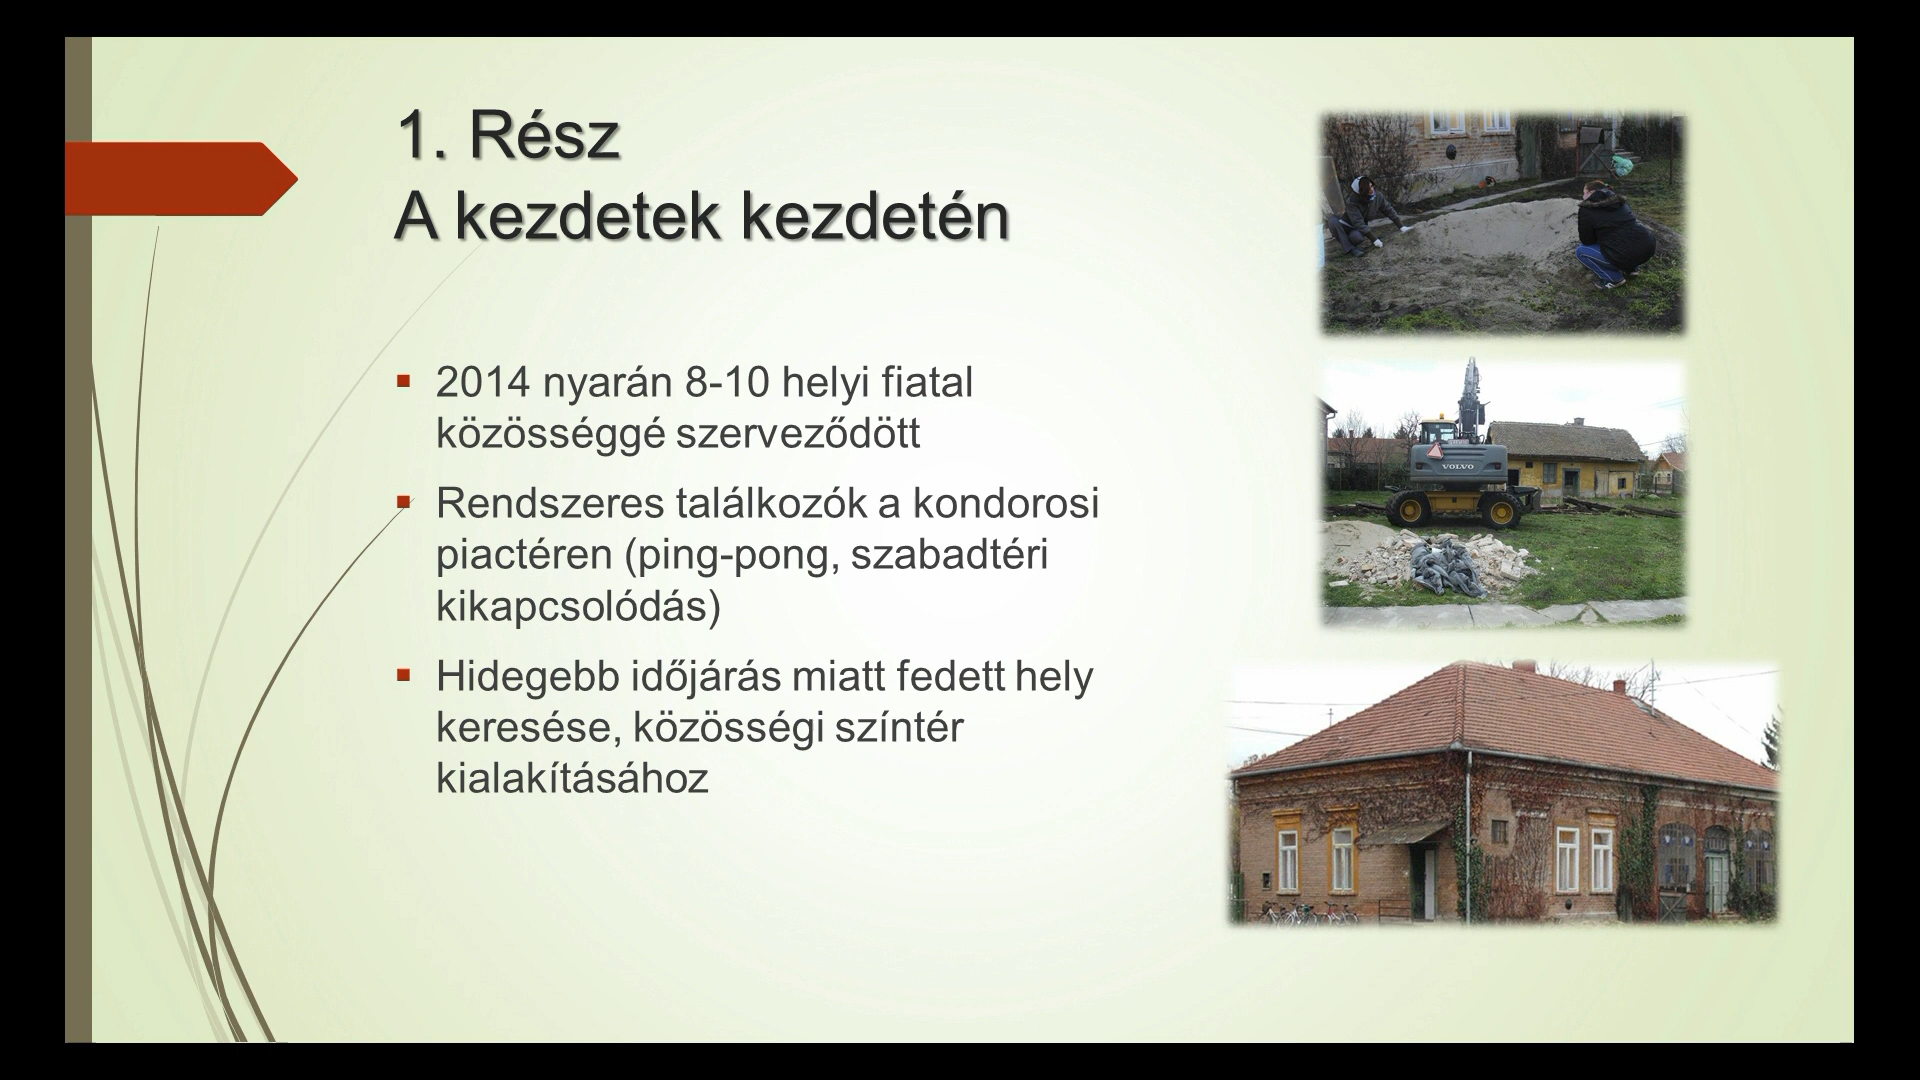 1. Rész
A kezdetek kezdetén
2014 nyarán 8-10 helyi fiatal
közösséggé szerveződött
Rendszeres találkozók a kondorosi
piactéren (ping-pong, szabadtéri
kikapcsolódás)
Hidegebb időjárás miatt fedett hely
keresése, közösségi színtér
kialakításához
VOLVO